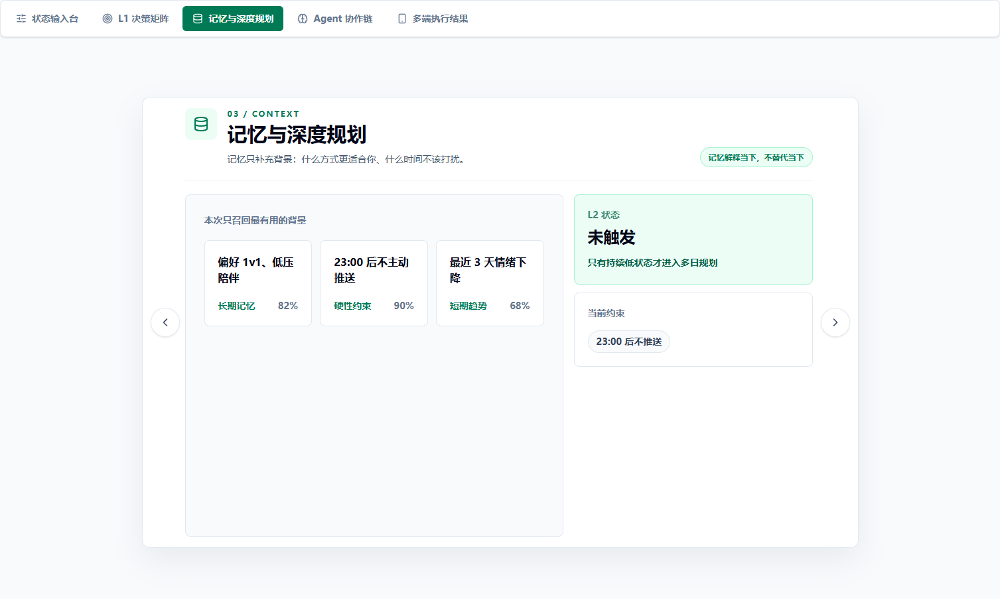 状态输入台
L1 决策矩阵
记忆与深度规划
Agent 协作链
多端执行结果
03 / CONTEXT
记忆与深度规划
记忆只补充背景：什么方式更适合你、什么时间不该打扰。
记忆解释当下，不替代当下
本次只召回最有用的背景
偏好 1v1、低压
陪伴
长期记忆 82%
23:00 后不主动
推送
硬性约束 90%
最近 3 天情绪下
降
短期趋势 68%
L2 状态
未触发
只有持续低状态才进入多日规划
当前约束
23:00 后不推送